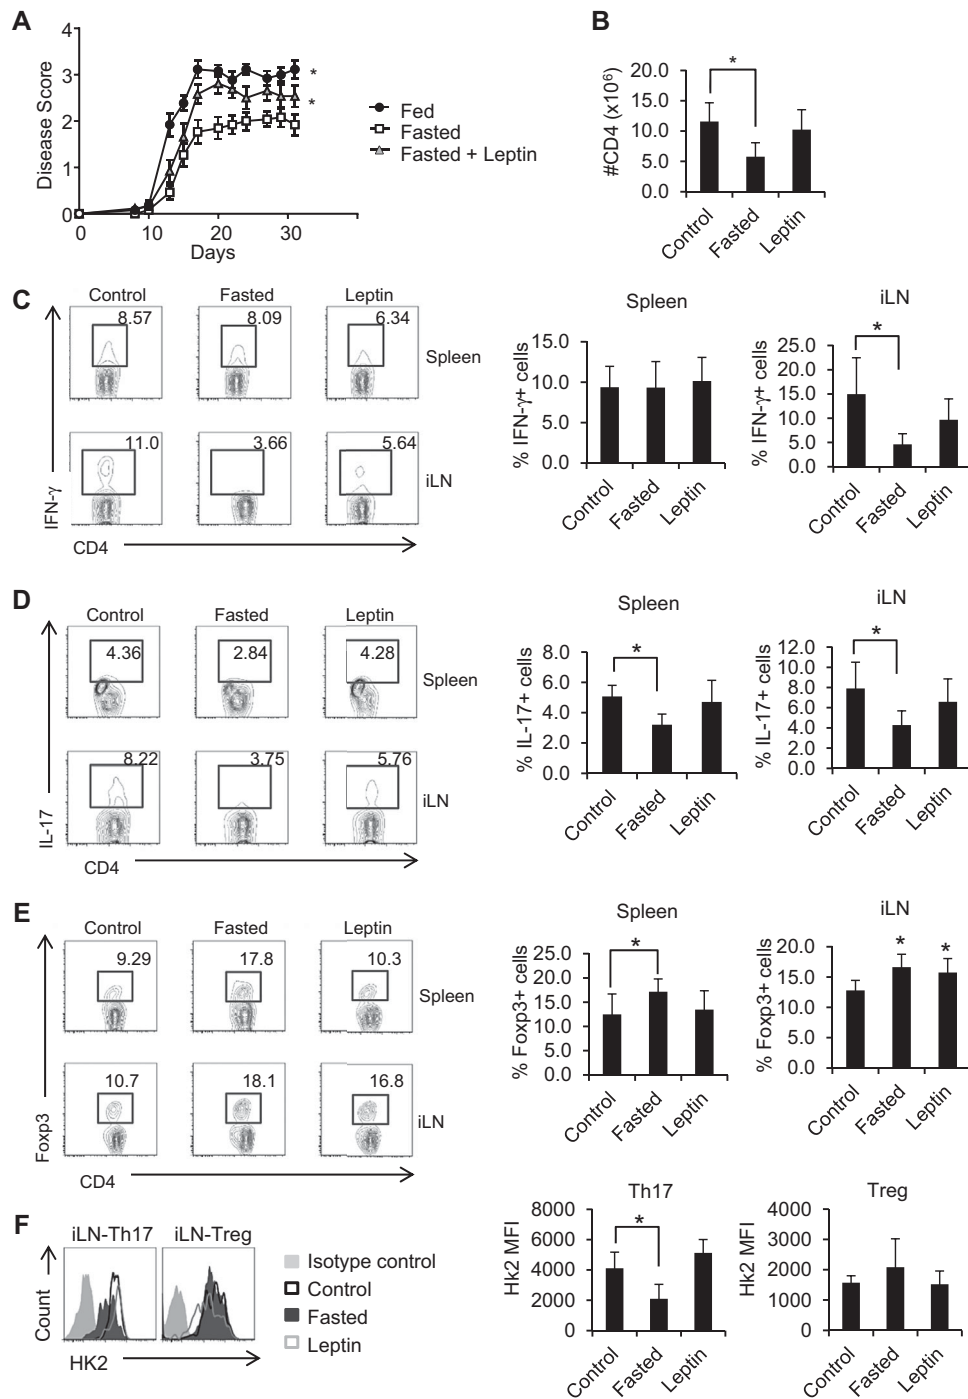 A
4
3
2
1
0
Disease Score
0 10 20 30
Days
*
*
Fed
Fasted
Fasted + Leptin
B
#CD4 (x10⁶)
20.0
15.0
10.0
5.0
0.0
*
Control Fasted Leptin
C
Control Fasted Leptin
8.57 8.09 6.34
Spleen
11.0 3.66 5.64
iLN
IFN-γ
CD4
Spleen
% IFN-γ+ cells
15.0
10.0
5.0
0.0
Control Fasted Leptin
iLN
% IFN-γ+ cells
25.0
20.0
15.0
10.0
5.0
0.0
*
Control Fasted Leptin
D
Control Fasted Leptin
4.36 2.84 4.28
Spleen
8.22 3.75 5.76
iLN
IL-17
CD4
Spleen
% IL-17+ cells
8.0
6.0
4.0
2.0
0.0
*
Control Fasted Leptin
iLN
% IL-17+ cells
12.0
10.0
8.0
6.0
4.0
2.0
0.0
*
Control Fasted Leptin
E
Control Fasted Leptin
9.29 17.8 10.3
Spleen
10.7 18.1 16.8
iLN
Foxp3
CD4
Spleen
% Foxp3+ cells
25.0
20.0
15.0
10.0
5.0
0.0
*
Control Fasted Leptin
iLN
% Foxp3+ cells
20.0
15.0
10.0
5.0
0.0
* *
Control Fasted Leptin
F
iLN-Th17 iLN-Treg
Count
HK2
Isotype control
Control
Fasted
Leptin
Th17
Hk2 MFI
8000
6000
4000
2000
0
*
Control Fasted Leptin
Treg
Hk2 MFI
4000
3000
2000
1000
0
Control Fasted Leptin